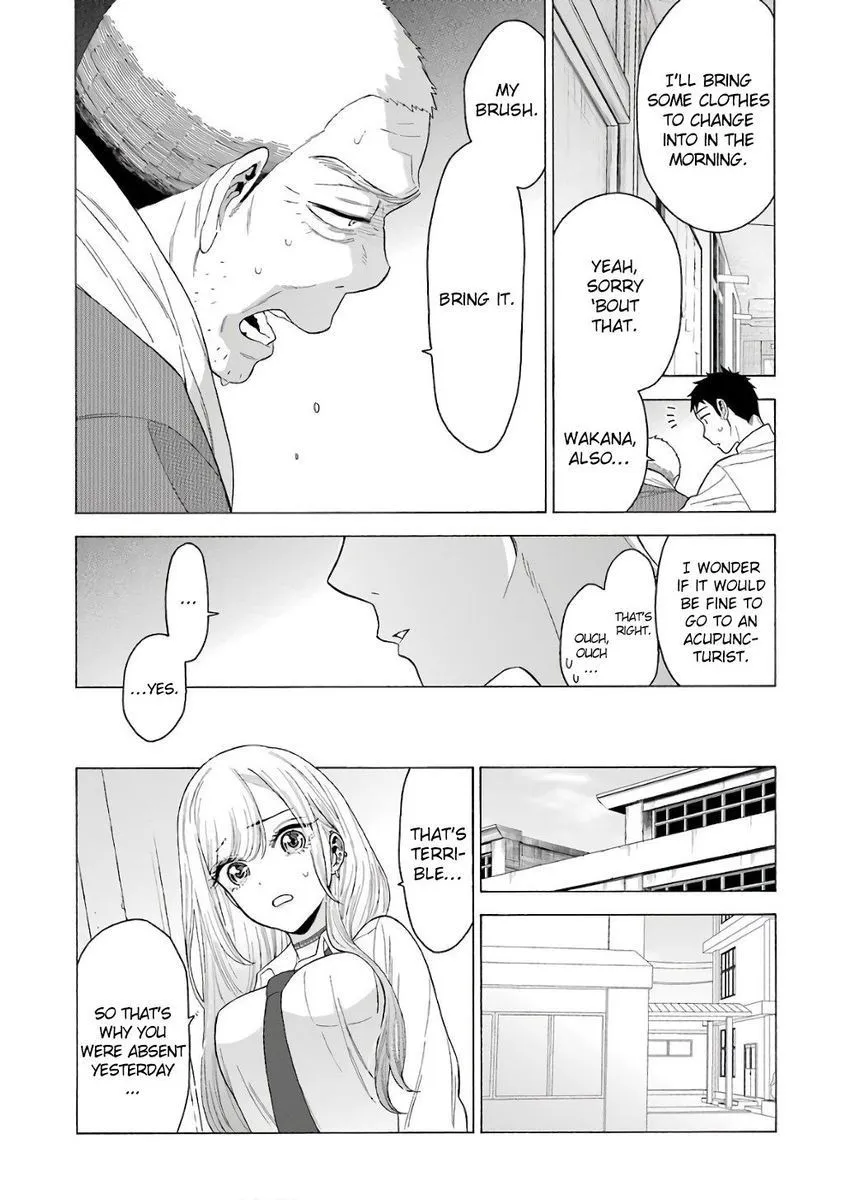 I'LL BRING
SOME CLOTHES
TO CHANGE
INTO IN THE
MORNING.
YEAH,
SORRY
'BOUT
THAT.
WAKANA,
ALSO...
MY
BRUSH.
BRING IT.
I WONDER
IF IT WOULD
BE FINE TO
GO TO AN
ACUPUNC-
TURIST.
THAT'S
RIGHT.
OUCH,
OUCH
...
...
...YES.
THAT'S
TERRI-
BLE...
SO THAT'S
WHY YOU
WERE ABSENT
YESTERDAY
...